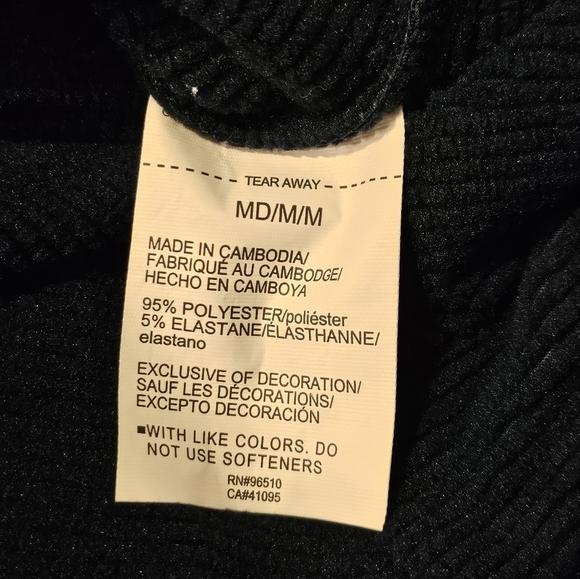 TEAR AWAY
MD/M/M
MADE IN CAMBODIA/
FABRIQUÉ AU CAMBODGE/
HECHO EN CAMBOYA
95% POLYESTER/poliéster
5% ELASTANE/ÉLASTHANNE/
elastano
EXCLUSIVE OF DECORATION/
SAUF LES DÉCORATIONS/
EXCEPTO DECORACIÓN
■WITH LIKE COLORS. DO
NOT USE SOFTENERS
RN#96510
CA#41095